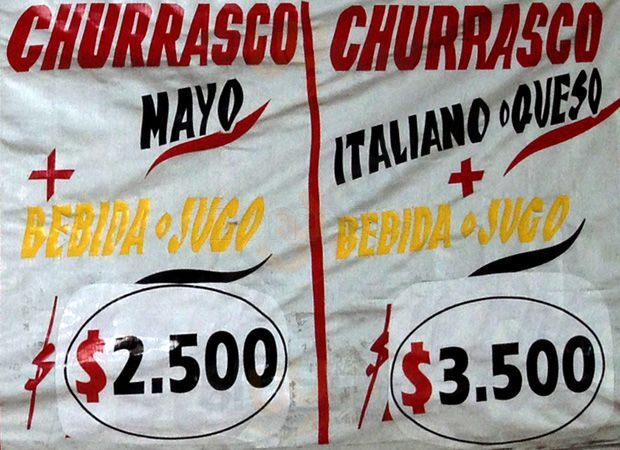 CHURRASCO
MAYO
+
BEBIDA o JUGO
$ $2.500
CHURRASCO
ITALIANO o QUESO
+
BEBIDA o JUGO
$ $3.500